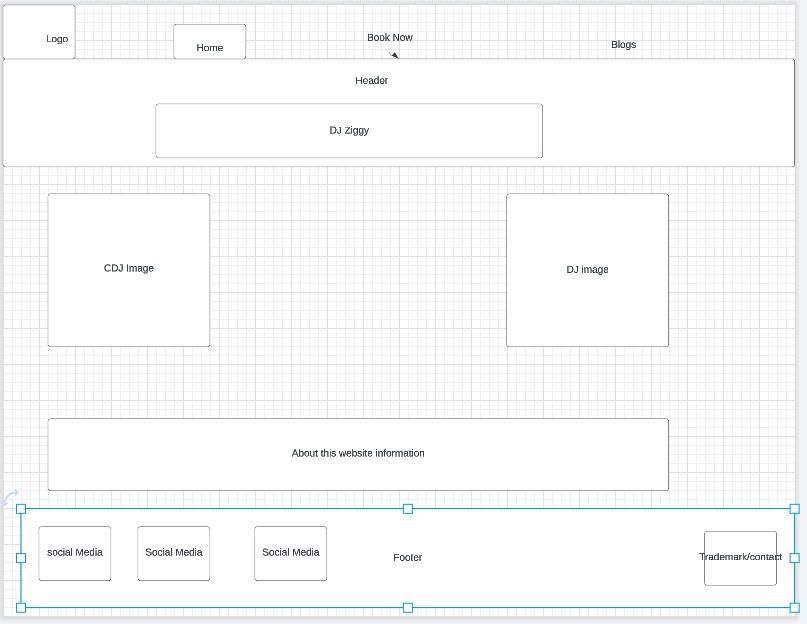 Logo
Home
Book Now
Blogs
Header
DJ Ziggy
CDJ Image
DJ image
About this website information
social Media
Social Media
Social Media
Footer
Trademark/contact